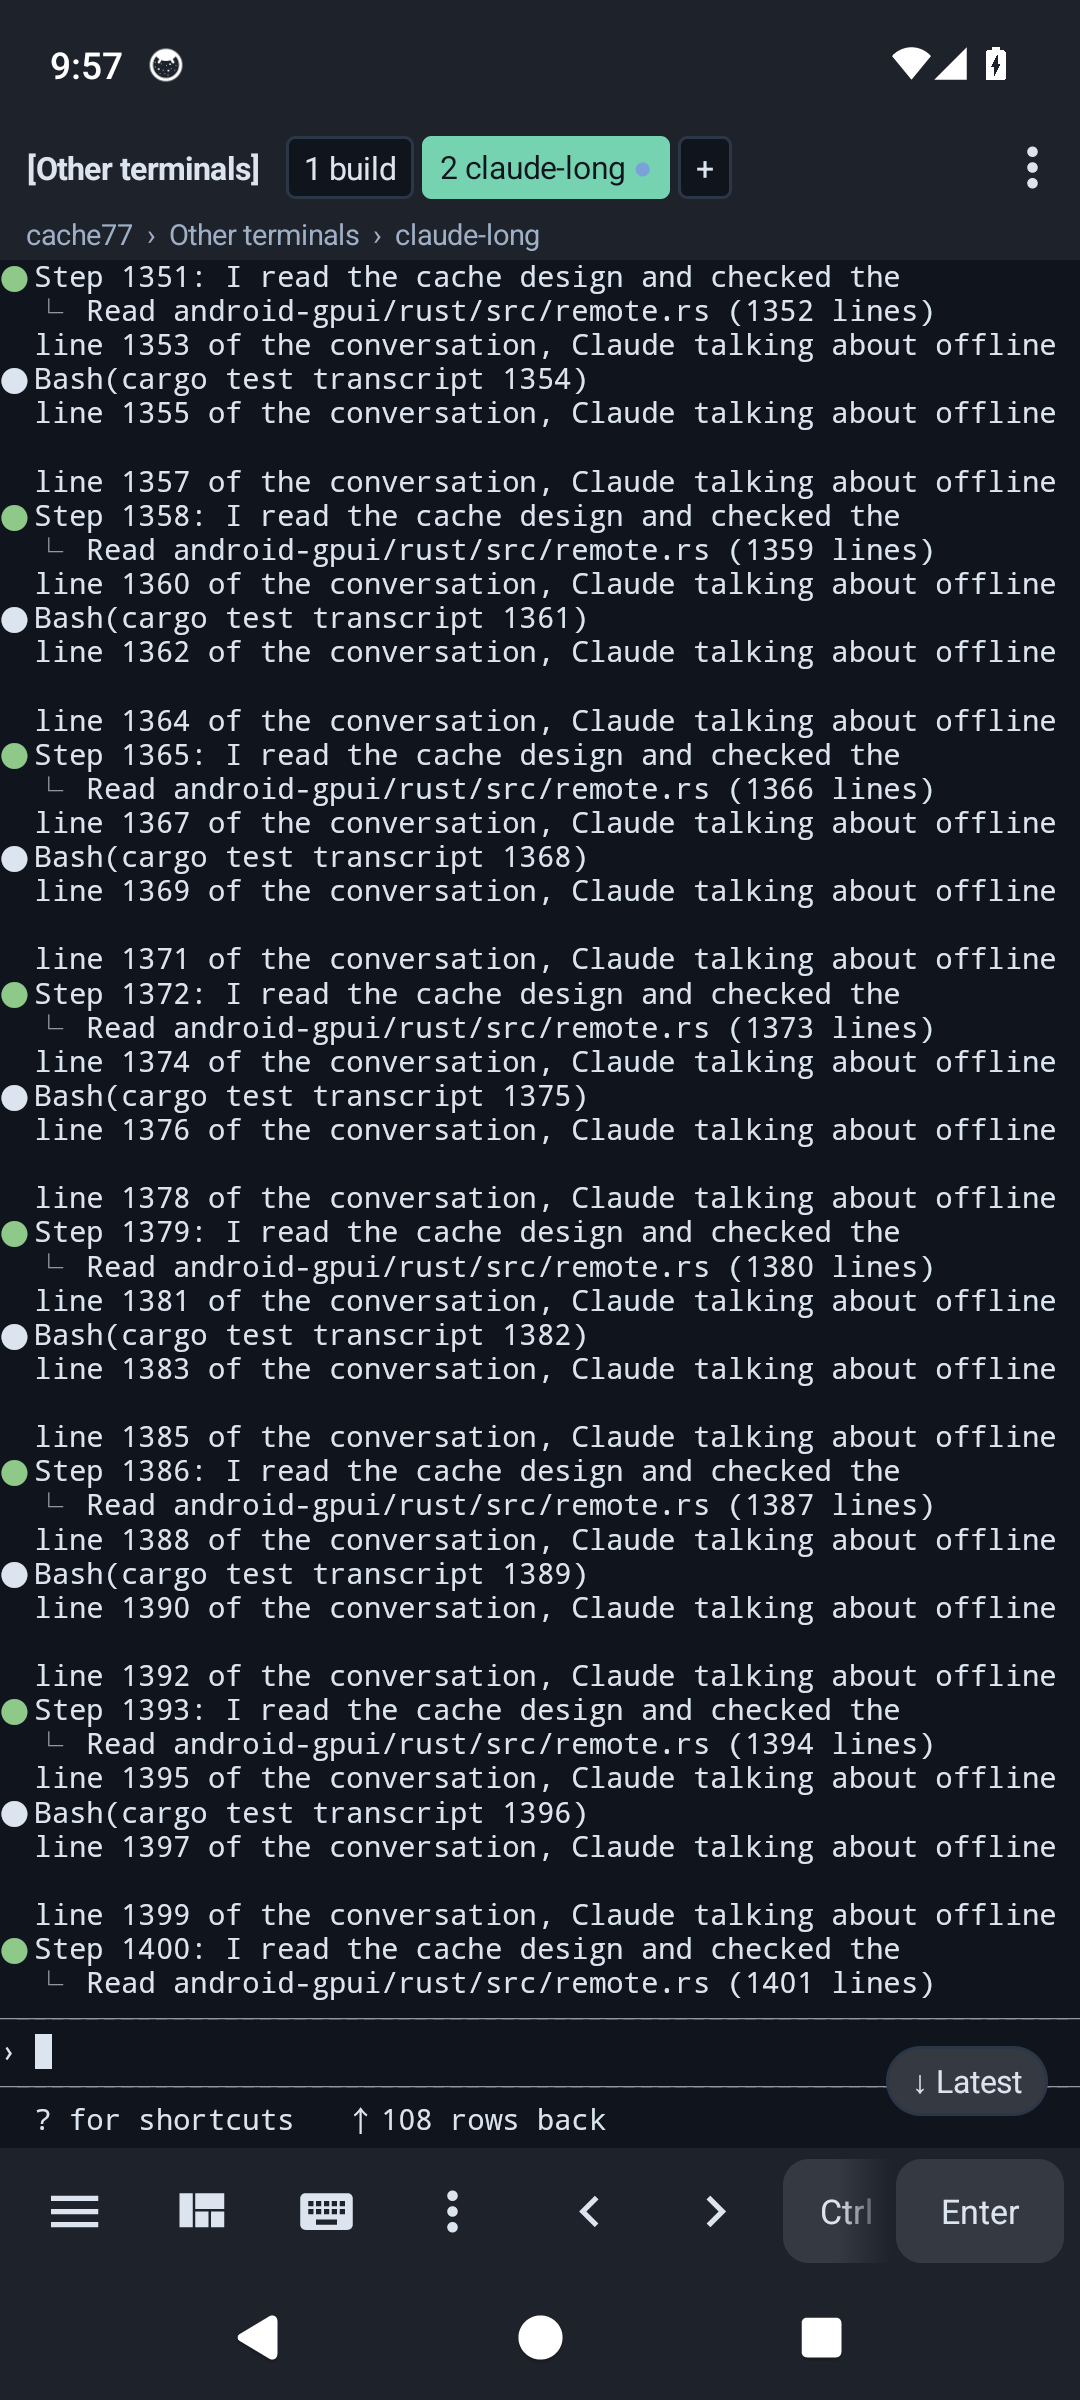 9:57
[Other terminals] 1 build 2 claude-long +
cache77 › Other terminals › claude-long
Step 1351: I read the cache design and checked the
└ Read android-gpui/rust/src/remote.rs (1352 lines)
line 1353 of the conversation, Claude talking about offline
Bash(cargo test transcript 1354)
line 1355 of the conversation, Claude talking about offline
line 1357 of the conversation, Claude talking about offline
Step 1358: I read the cache design and checked the
└ Read android-gpui/rust/src/remote.rs (1359 lines)
line 1360 of the conversation, Claude talking about offline
Bash(cargo test transcript 1361)
line 1362 of the conversation, Claude talking about offline
line 1364 of the conversation, Claude talking about offline
Step 1365: I read the cache design and checked the
└ Read android-gpui/rust/src/remote.rs (1366 lines)
line 1367 of the conversation, Claude talking about offline
Bash(cargo test transcript 1368)
line 1369 of the conversation, Claude talking about offline
line 1371 of the conversation, Claude talking about offline
Step 1372: I read the cache design and checked the
└ Read android-gpui/rust/src/remote.rs (1373 lines)
line 1374 of the conversation, Claude talking about offline
Bash(cargo test transcript 1375)
line 1376 of the conversation, Claude talking about offline
line 1378 of the conversation, Claude talking about offline
Step 1379: I read the cache design and checked the
└ Read android-gpui/rust/src/remote.rs (1380 lines)
line 1381 of the conversation, Claude talking about offline
Bash(cargo test transcript 1382)
line 1383 of the conversation, Claude talking about offline
line 1385 of the conversation, Claude talking about offline
Step 1386: I read the cache design and checked the
└ Read android-gpui/rust/src/remote.rs (1387 lines)
line 1388 of the conversation, Claude talking about offline
Bash(cargo test transcript 1389)
line 1390 of the conversation, Claude talking about offline
line 1392 of the conversation, Claude talking about offline
Step 1393: I read the cache design and checked the
└ Read android-gpui/rust/src/remote.rs (1394 lines)
line 1395 of the conversation, Claude talking about offline
Bash(cargo test transcript 1396)
line 1397 of the conversation, Claude talking about offline
line 1399 of the conversation, Claude talking about offline
Step 1400: I read the cache design and checked the
└ Read android-gpui/rust/src/remote.rs (1401 lines)
›
↓ Latest
? for shortcuts ↑ 108 rows back
Ctrl Enter